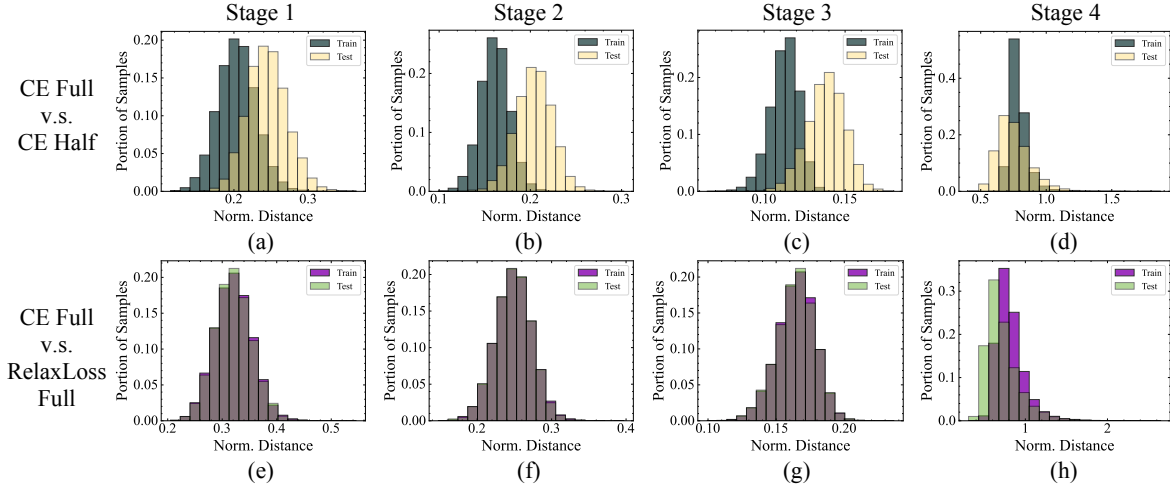 Stage 1 Stage 2 Stage 3 Stage 4
CE Full
v.s.
CE Half
Portion of Samples
0.20
0.15
0.10
0.05
0.00
Train
Test
0.2 0.3
Norm. Distance
(a)
Portion of Samples
0.2
0.1
0.0
Train
Test
0.1 0.2 0.3
Norm. Distance
(b)
Portion of Samples
0.2
0.1
0.0
Train
Test
0.10 0.15
Norm. Distance
(c)
Portion of Samples
0.4
0.2
0.0
Train
Test
0.5 1.0 1.5
Norm. Distance
(d)
CE Full
v.s.
RelaxLoss
Full
Portion of Samples
0.20
0.15
0.10
0.05
0.00
Train
Test
0.2 0.3 0.4 0.5
Norm. Distance
(e)
Portion of Samples
0.20
0.15
0.10
0.05
0.00
Train
Test
0.2 0.3 0.4
Norm. Distance
(f)
Portion of Samples
0.20
0.15
0.10
0.05
0.00
Train
Test
0.10 0.15 0.20
Norm. Distance
(g)
Portion of Samples
0.3
0.2
0.1
0.0
Train
Test
1 2
Norm. Distance
(h)